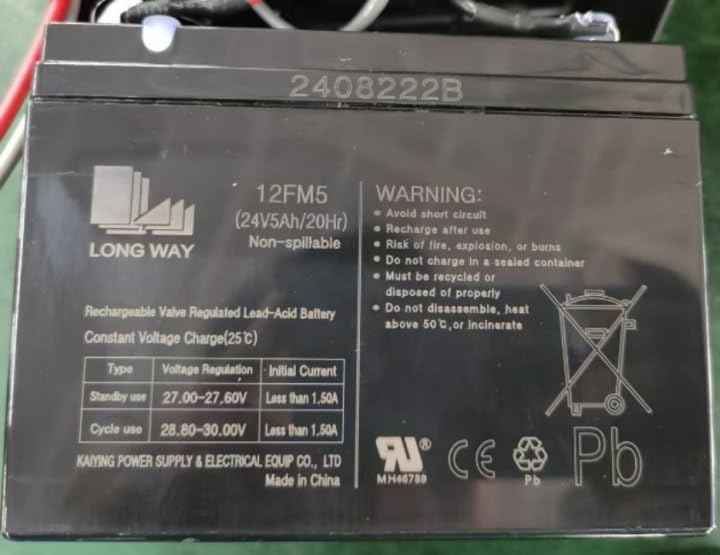 2408222B
12FM5
(24V5Ah/20Hr)
Non-spillable
LONG WAY
Rechargeable Valve Regulated Lead-Acid Battery
Constant Voltage Charge(25℃)
Type Voltage Regulation Initial Current
Standby use 27.00-27.60V Less than 1.50A
Cycle use 28.80-30.00V Less than 1.50A
KAIYING POWER SUPPLY & ELECTRICAL EQUIP CO., LTD
Made in China
WARNING:
• Avoid short circuit
• Recharge after use
• Risk of fire, explosion, or burns
• Do not charge in a sealed container
• Must be recycled or
disposed of properly
• Do not disassemble, heat
above 50℃,or incinerate
RU®
MH46789
CE
Pb
Pb